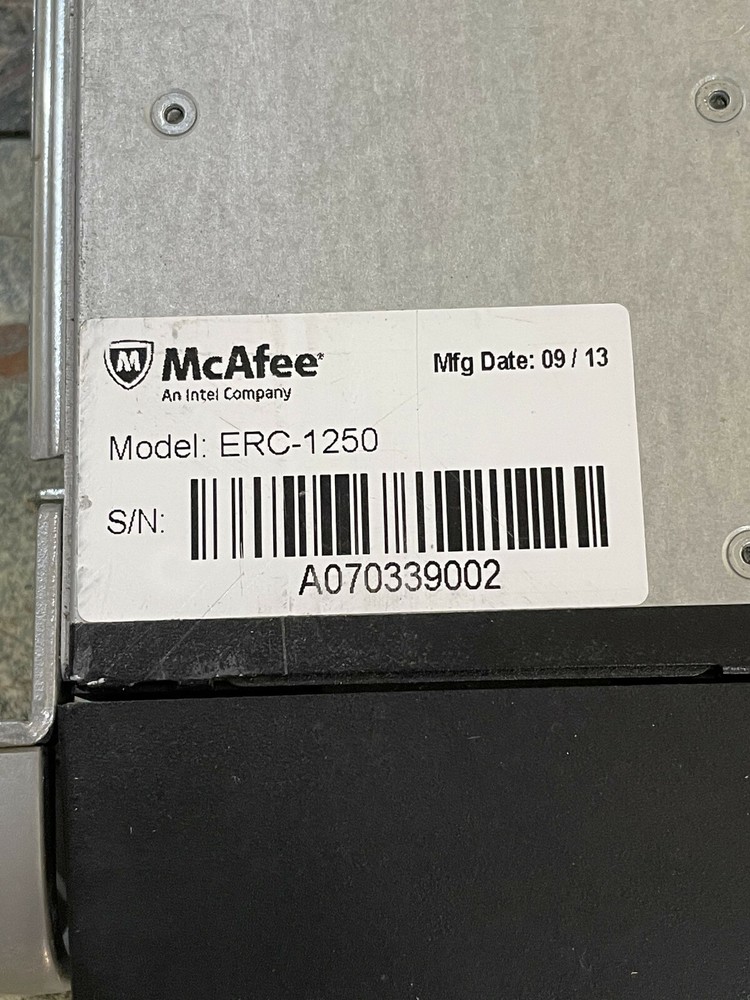 McAfee
An Intel Company
Mfg Date: 09 / 13
Model: ERC-1250
S/N:
A070339002